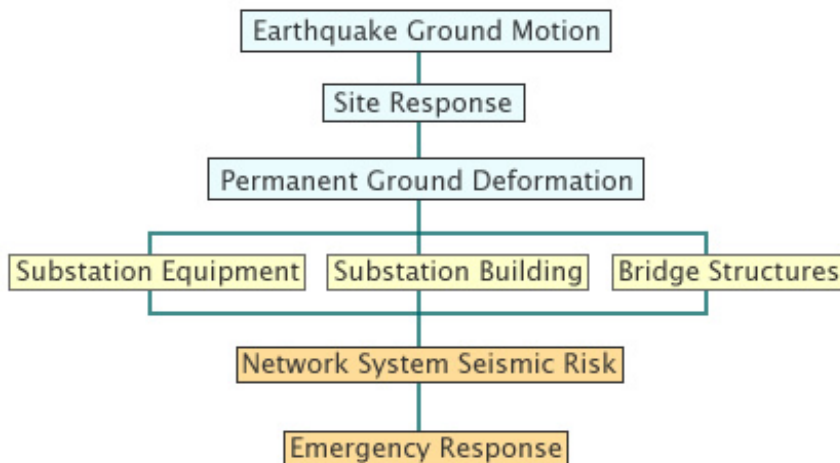 Earthquake Ground Motion
Site Response
Permanent Ground Deformation
Substation Equipment
Substation Building
Bridge Structures
Network System Seismic Risk
Emergency Response